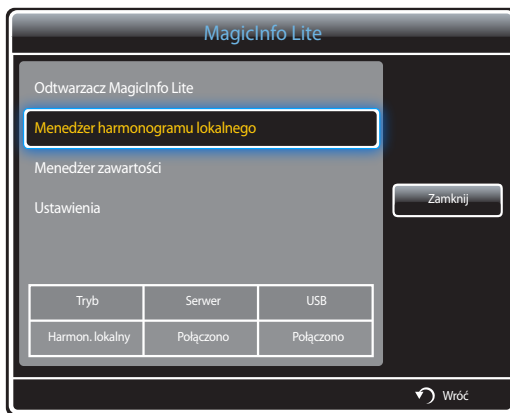 MagicInfo Lite
Odtwarzacz MagicInfo Lite
Menedżer harmonogramu lokalnego
Menedżer zawartości
Ustawienia
Zamknij
Tryb Serwer USB
Harmon. lokalny Połączono Połączono
Wróć